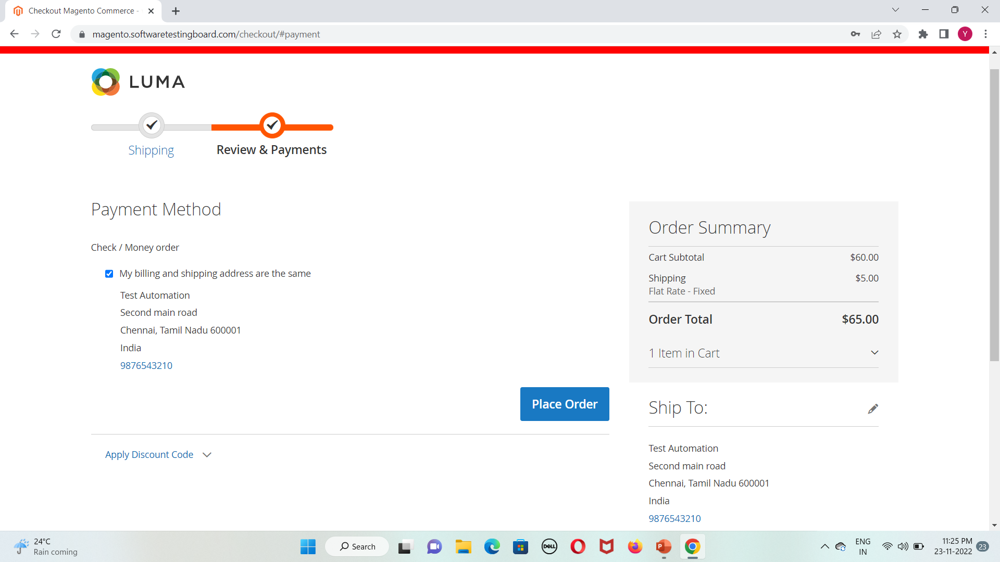 Checkout Magento Commerce -
magento.softwaretestingboard.com/checkout/#payment
Y
LUMA
Shipping
Review & Payments
Payment Method
Check / Money order
My billing and shipping address are the same
Test Automation
Second main road
Chennai, Tamil Nadu 600001
India
9876543210
Place Order
Apply Discount Code
Order Summary
Cart Subtotal $60.00
Shipping $5.00
Flat Rate - Fixed
Order Total $65.00
1 Item in Cart
Ship To:
Test Automation
Second main road
Chennai, Tamil Nadu 600001
India
9876543210
24°C
Rain coming
Search
DELL
P
ENG
IN
11:25 PM
23-11-2022
23